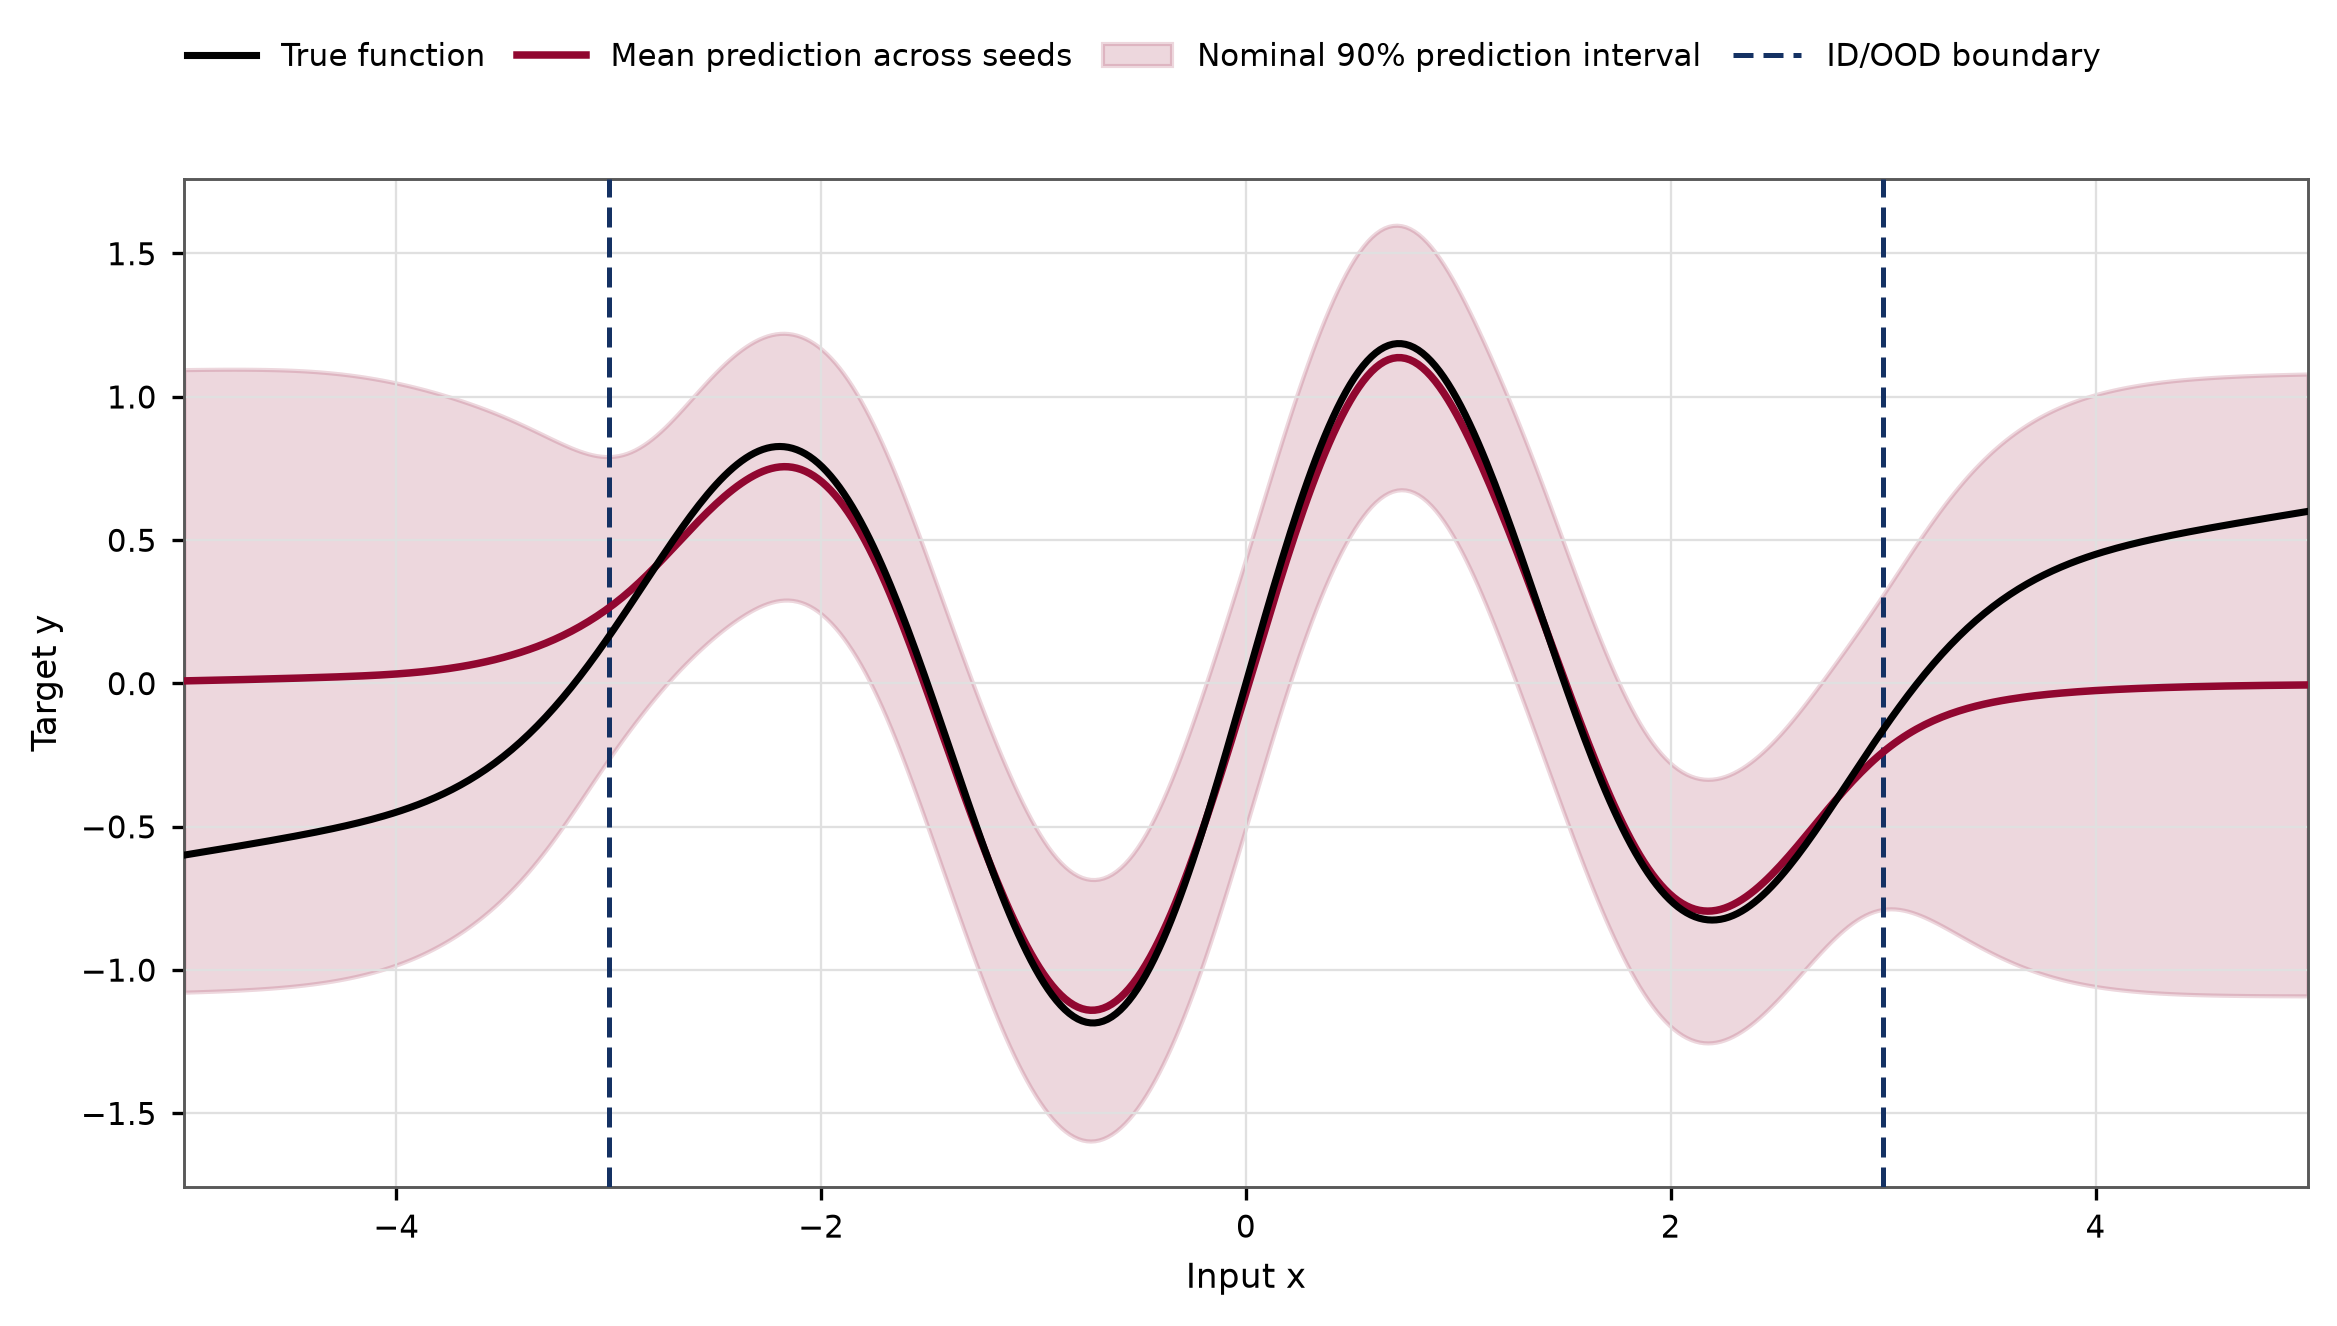 True function Mean prediction across seeds Nominal 90% prediction interval ID/OOD boundary
1.5
1.0
0.5
0.0
−0.5
−1.0
−1.5
Target y
−4 −2 0 2 4
Input x